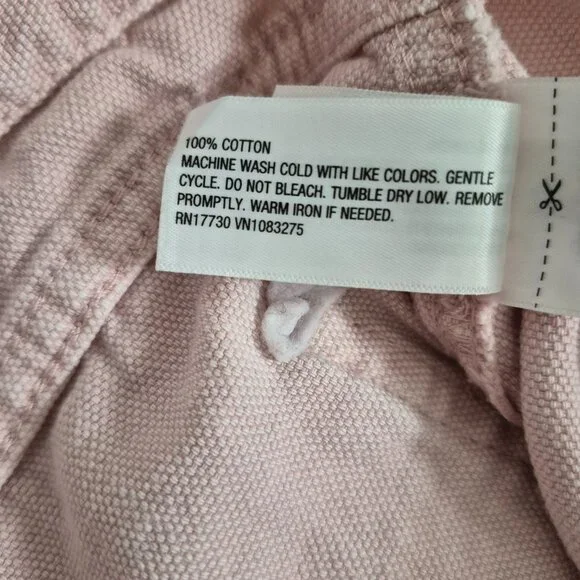 100% COTTON
MACHINE WASH COLD WITH LIKE COLORS. GENTLE
CYCLE. DO NOT BLEACH. TUMBLE DRY LOW. REMOVE
PROMPTLY. WARM IRON IF NEEDED.
RN17730 VN1083275